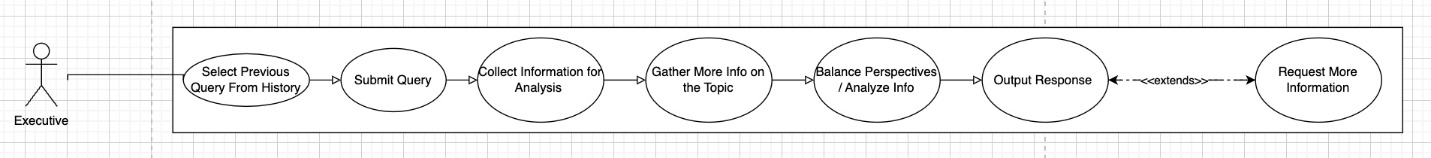 Executive
Select Previous
Query From History
Submit Query
Collect Information for
Analysis
Gather More Info on
the Topic
Balance Perspectives
/ Analyze Info
Output Response
<<extends>>
Request More
Information